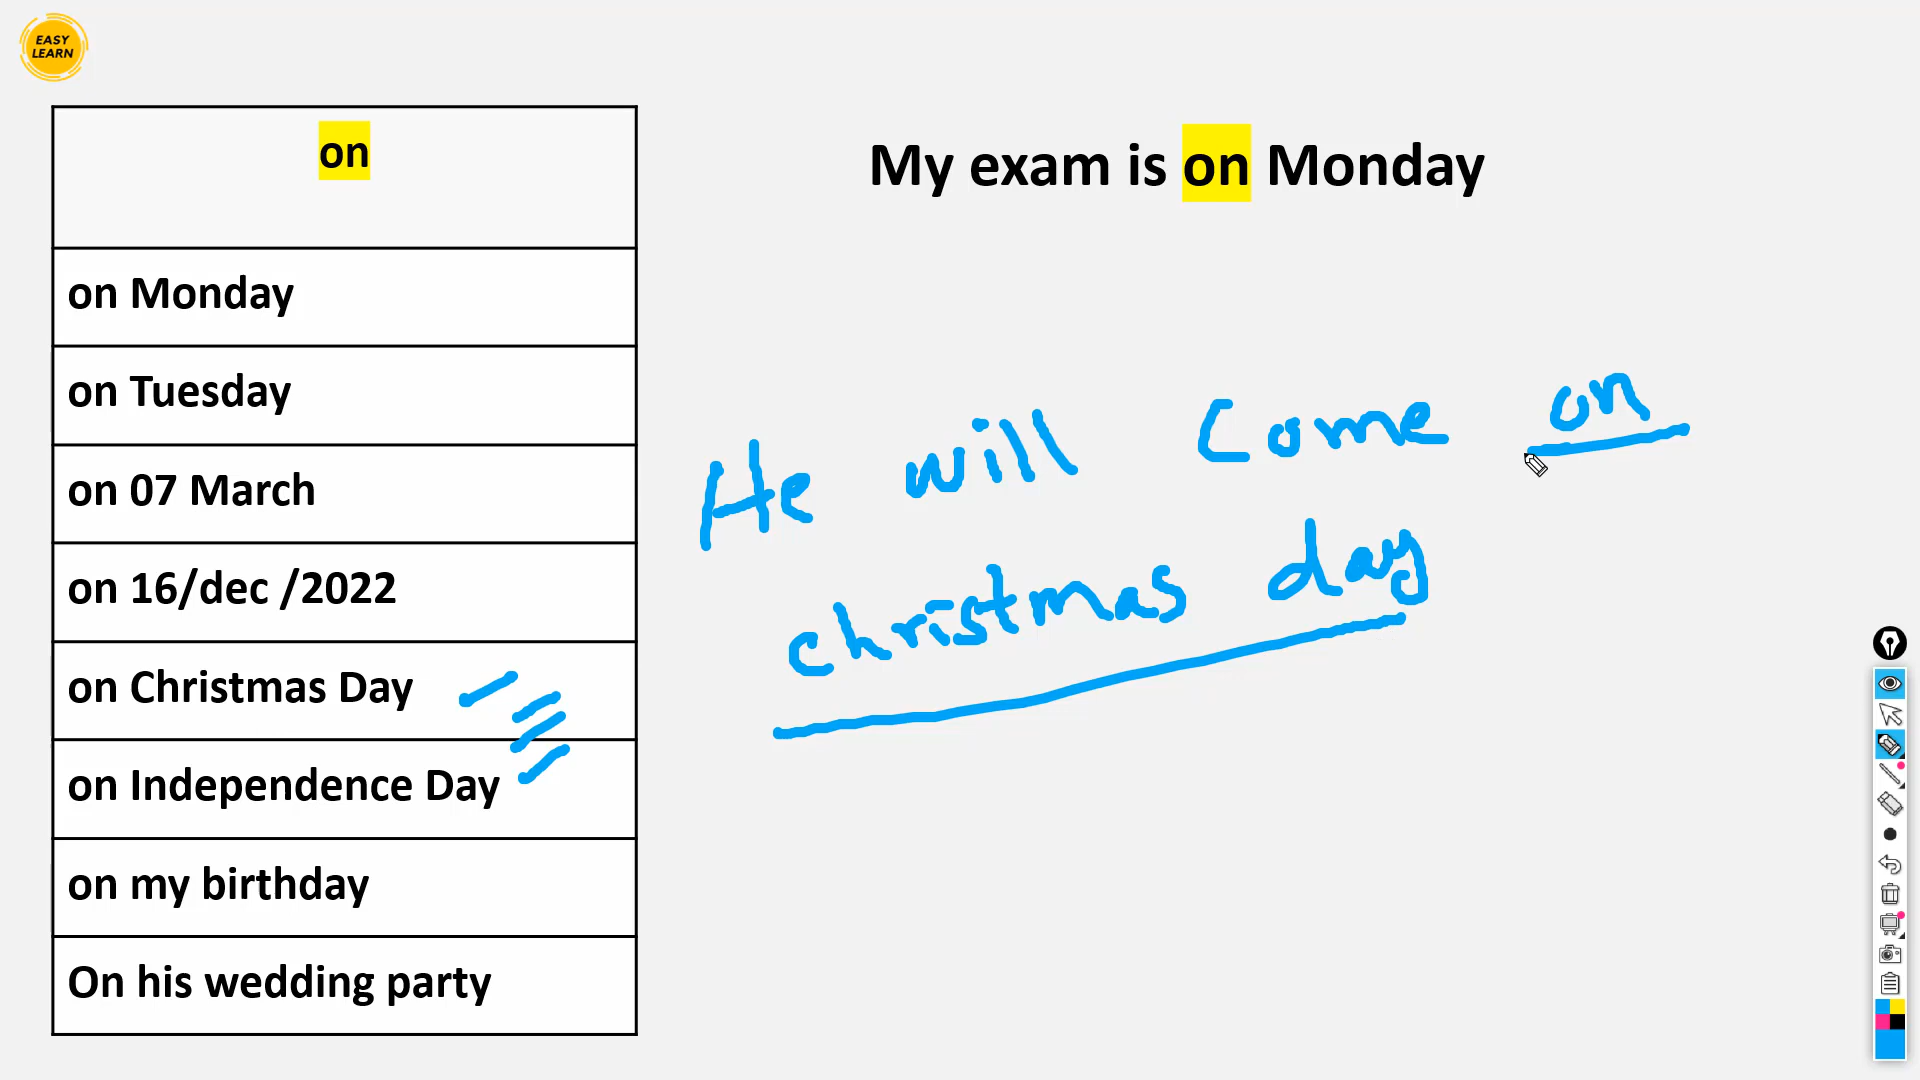 EASY
LEARN
on
on Monday
on Tuesday
on 07 March
on 16/dec /2022
on Christmas Day
on Independence Day
on my birthday
On his wedding party
My exam is on Monday
He will Come on
christmas day